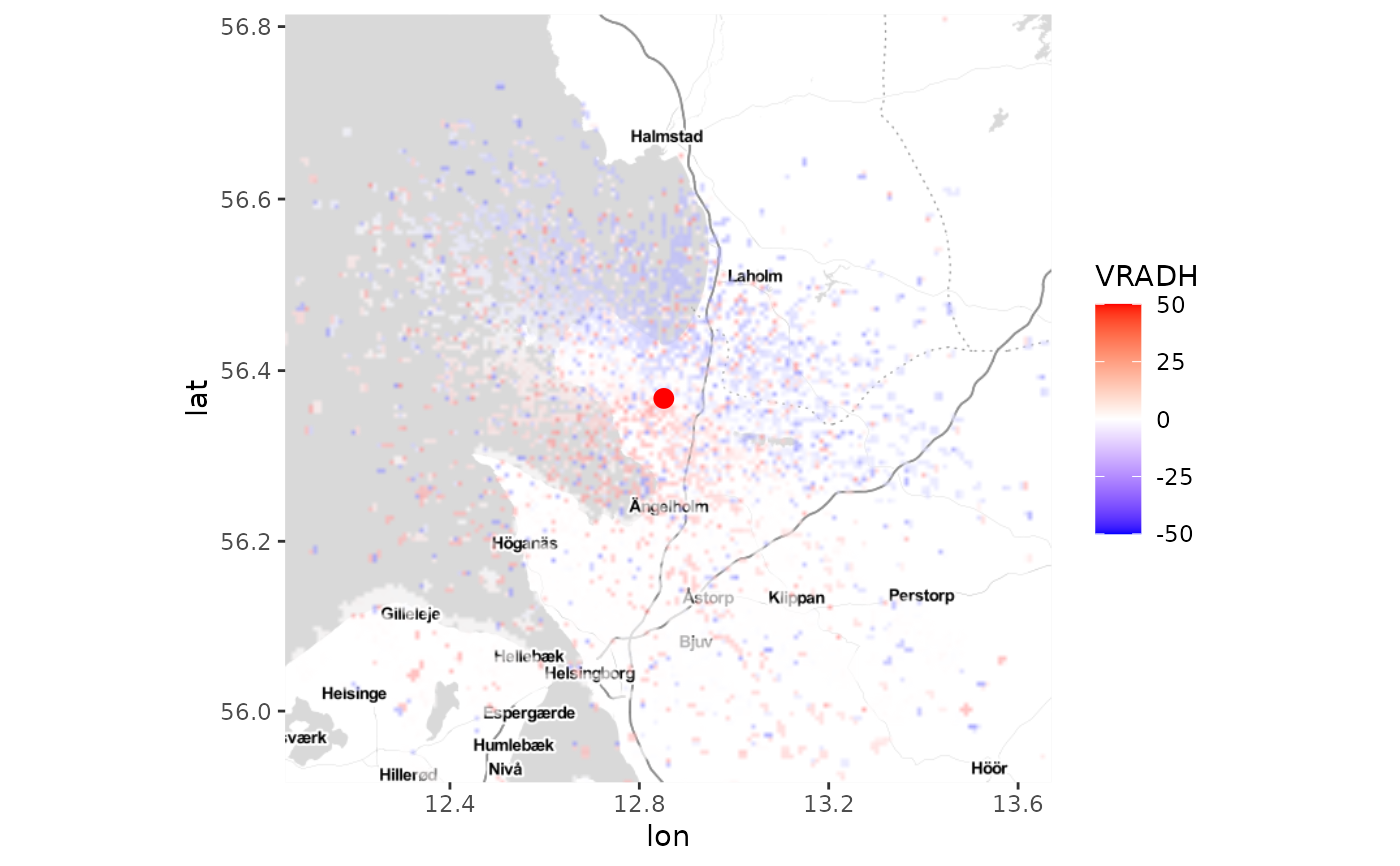 56.8
56.6
56.4
56.2
56.0
lat
Halmstad
Laholm
Ängelholm
Höganäs
Åstorp
Klippan
Perstorp
Gilleleje
Bjuv
Hellebæk
Helsingborg
Helsinge
Espergærde
sværk
Humlebæk
Hillerød
Nivå
Höör
12.4
12.8
13.2
13.6
lon
VRADH
50
25
0
-25
-50